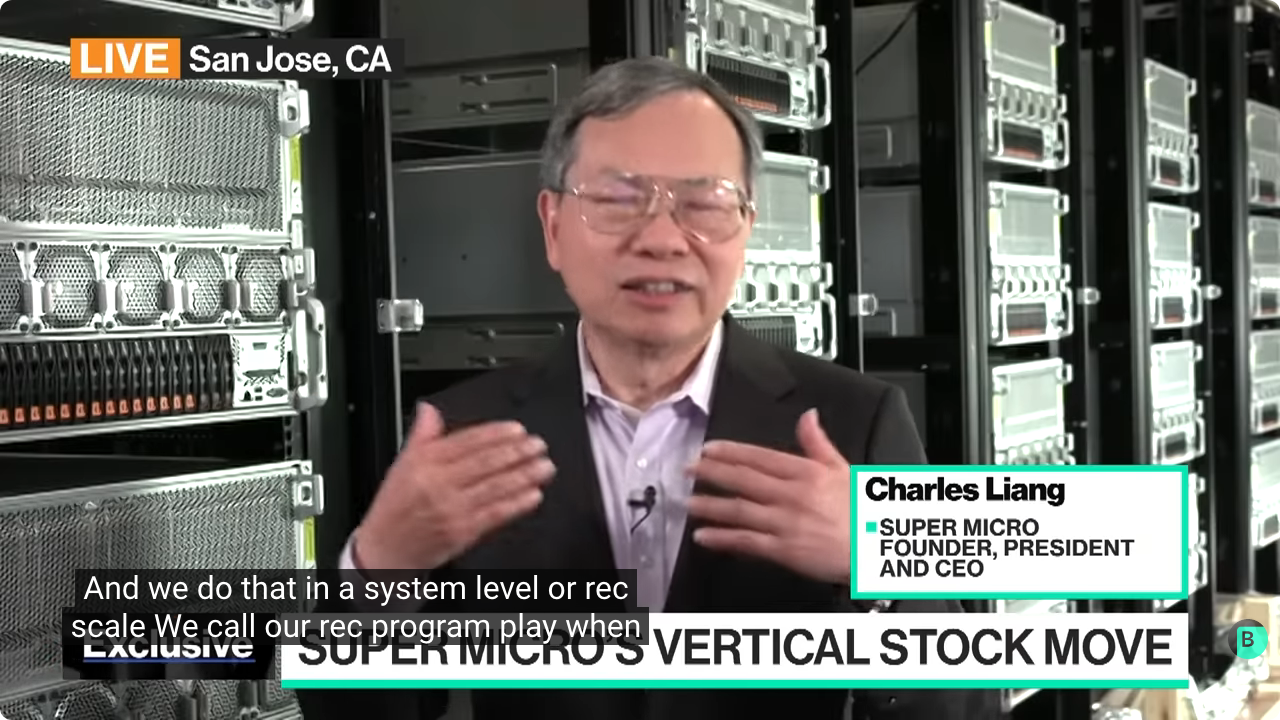 LIVE San Jose, CA
Charles Liang
SUPER MICRO
FOUNDER, PRESIDENT
AND CEO
And we do that in a system level or rec
scale We call our rec program play when
Exclusive
SUPER MICRO'S VERTICAL STOCK MOVE
B